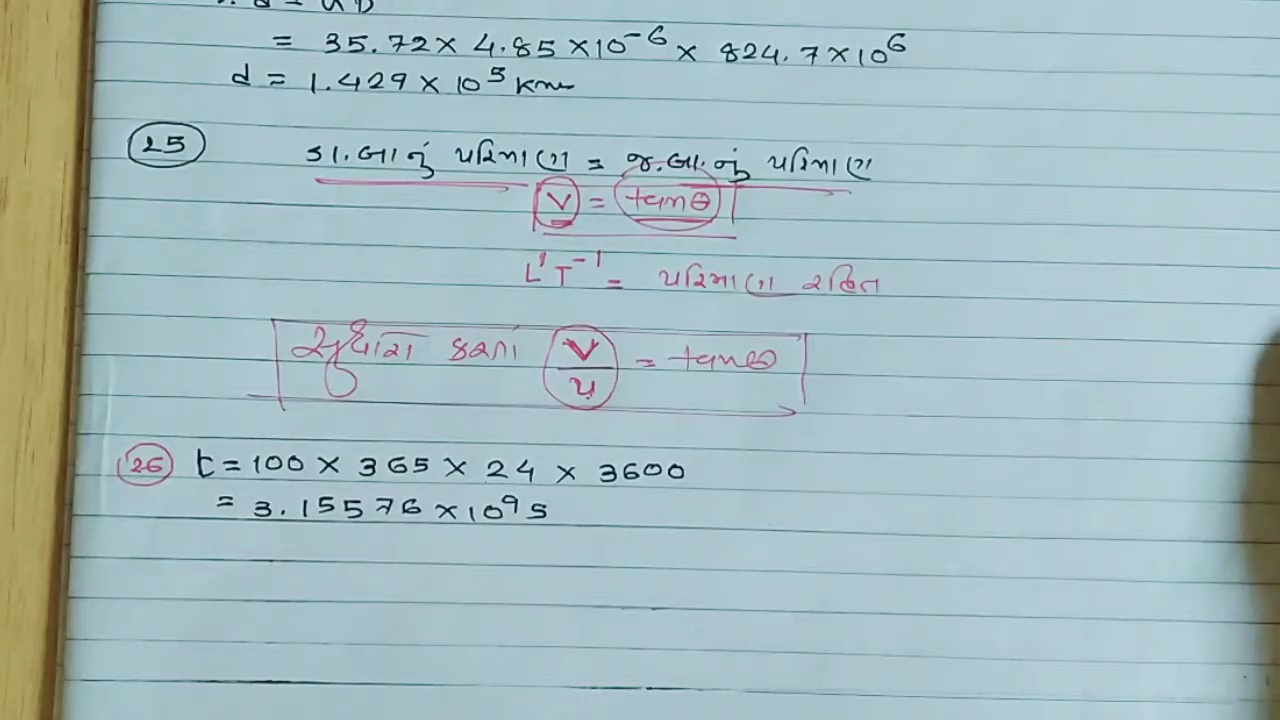 = 35.72 × 4.85 × 10⁻⁶ × 824.7 × 10⁶
d = 1.429 × 10⁵ km
25 ડા.બાનું પરિમાણ = જ.બા.નું પરિમાણ
V = tanθ
L¹T⁻¹ = પરિમાણ રહિત
સુધારો કરતાં V/u = tanθ
26 t = 100 × 365 × 24 × 3600
= 3.15576 × 10⁹ s